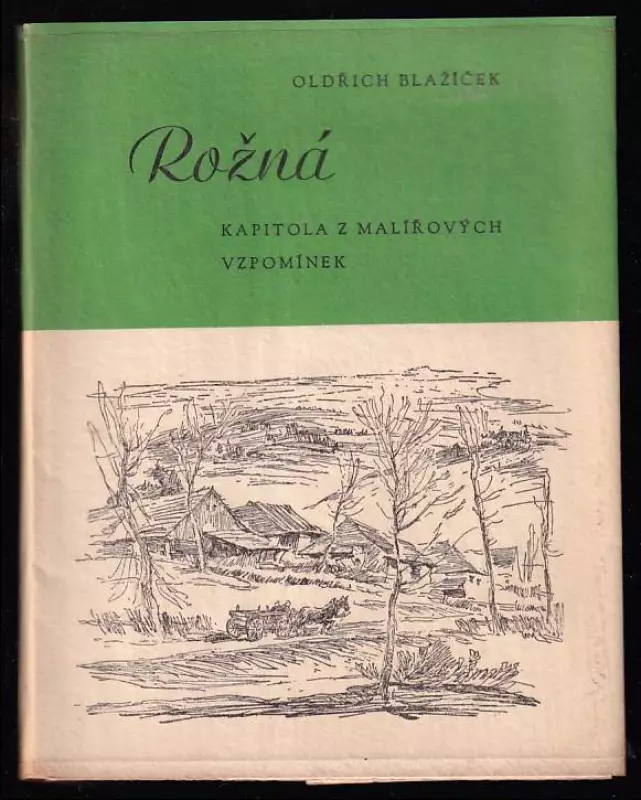 OLDŘICH BLAŽÍČEK
Rožná
KAPITOLA Z MALÍŘOVÝCH
VZPOMÍNEK